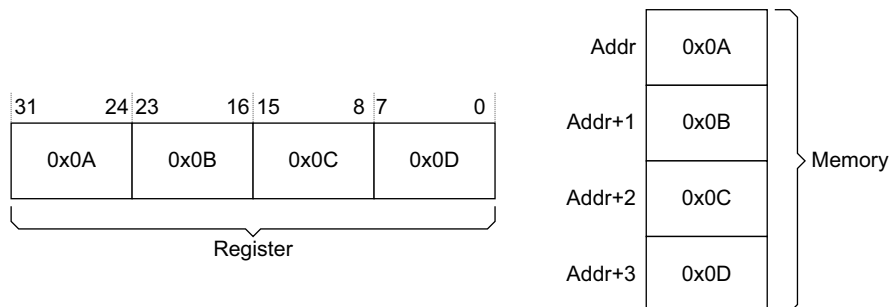 31 24 23 16 15 8 7 0
0x0A 0x0B 0x0C 0x0D
Register
Addr 0x0A
Addr+1 0x0B
Addr+2 0x0C
Addr+3 0x0D
Memory